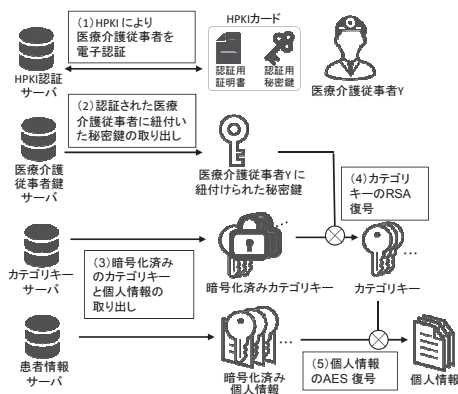 (1)HPKIにより
医療介護従事者を
電子認証
HPKIカード
認証用
証明書
認証用
秘密鍵
HPKI認証
サーバ
医療介護従事者Y
(2)認証された医療
介護従事者に紐付い
た秘密鍵の取り出し
医療介護
従事者鍵
サーバ
医療介護従事者Yに
紐付けられた秘密鍵
(4)カテゴリ
キーのRSA
復号
カテゴリキー
サーバ
(3)暗号化済み
のカテゴリキー
と個人情報の
取り出し
…
暗号化済みカテゴリキー
…
カテゴリキー
患者情報
サーバ
…
暗号化済み
個人情報
(5)個人情報
のAES 復号
…
個人情報